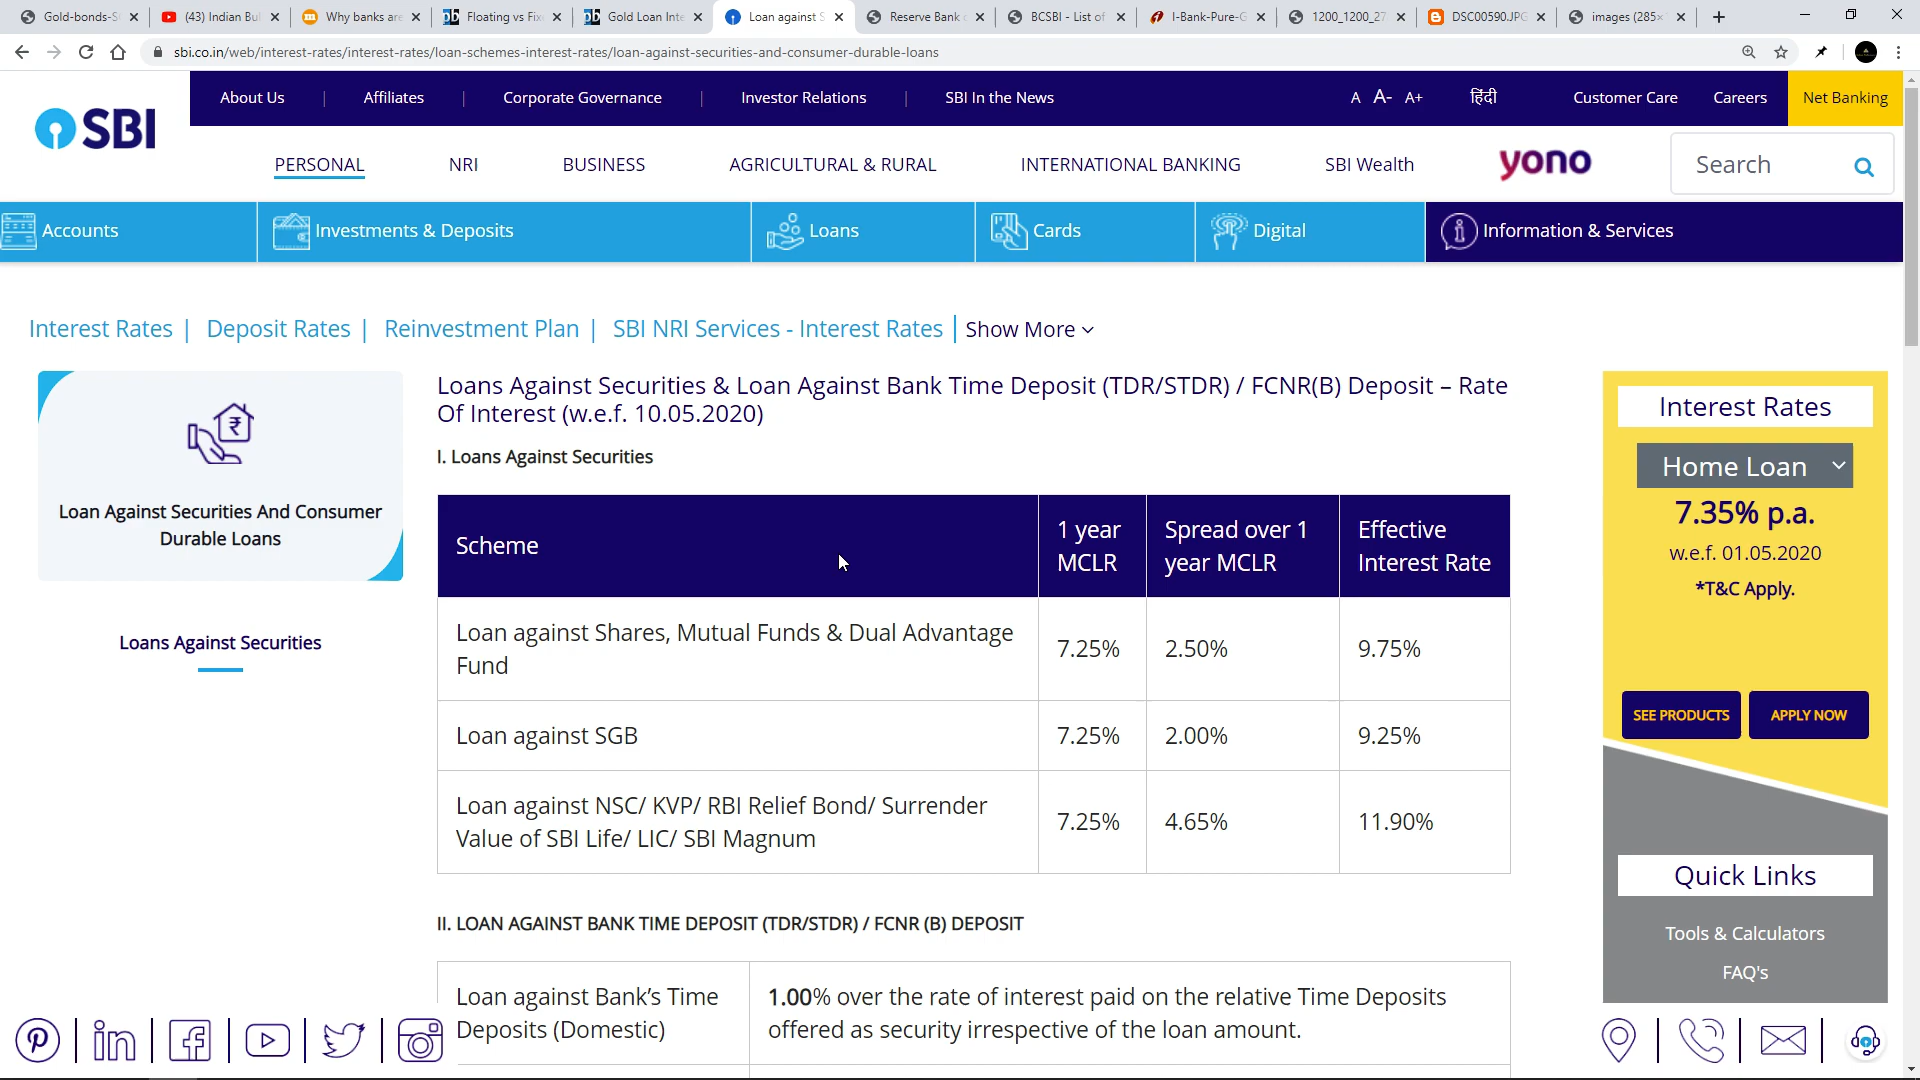 Gold-bonds-S
(43) Indian Bu
Why banks are
Floating vs Fix
Gold Loan Inte
Loan against S
Reserve Bank
BCSBI - List of
I-Bank-Pure-G
1200_1200_27
DSC00590.JPG
images (285×
sbi.co.in/web/interest-rates/interest-rates/loan-schemes-interest-rates/loan-against-securities-and-consumer-durable-loans
About Us | Affiliates | Corporate Governance | Investor Relations | SBI In the News
A A- A+ हिंदी Customer Care Careers Net Banking
SBI
PERSONAL NRI BUSINESS AGRICULTURAL & RURAL INTERNATIONAL BANKING SBI Wealth yono Search
Accounts Investments & Deposits Loans Cards Digital Information & Services
Interest Rates | Deposit Rates | Reinvestment Plan | SBI NRI Services - Interest Rates | Show More
Loan Against Securities And Consumer
Durable Loans
Loans Against Securities
Loans Against Securities & Loan Against Bank Time Deposit (TDR/STDR) / FCNR(B) Deposit – Rate
Of Interest (w.e.f. 10.05.2020)
I. Loans Against Securities
Scheme
1 year
MCLR
Spread over 1
year MCLR
Effective
Interest Rate
Loan against Shares, Mutual Funds & Dual Advantage
Fund
7.25% 2.50% 9.75%
Loan against SGB 7.25% 2.00% 9.25%
Loan against NSC/ KVP/ RBI Relief Bond/ Surrender
Value of SBI Life/ LIC/ SBI Magnum
7.25% 4.65% 11.90%
II. LOAN AGAINST BANK TIME DEPOSIT (TDR/STDR) / FCNR (B) DEPOSIT
Loan against Bank’s Time
Deposits (Domestic)
1.00% over the rate of interest paid on the relative Time Deposits
offered as security irrespective of the loan amount.
Interest Rates
Home Loan
7.35% p.a.
w.e.f. 01.05.2020
*T&C Apply.
SEE PRODUCTS APPLY NOW
Quick Links
Tools & Calculators
FAQ's